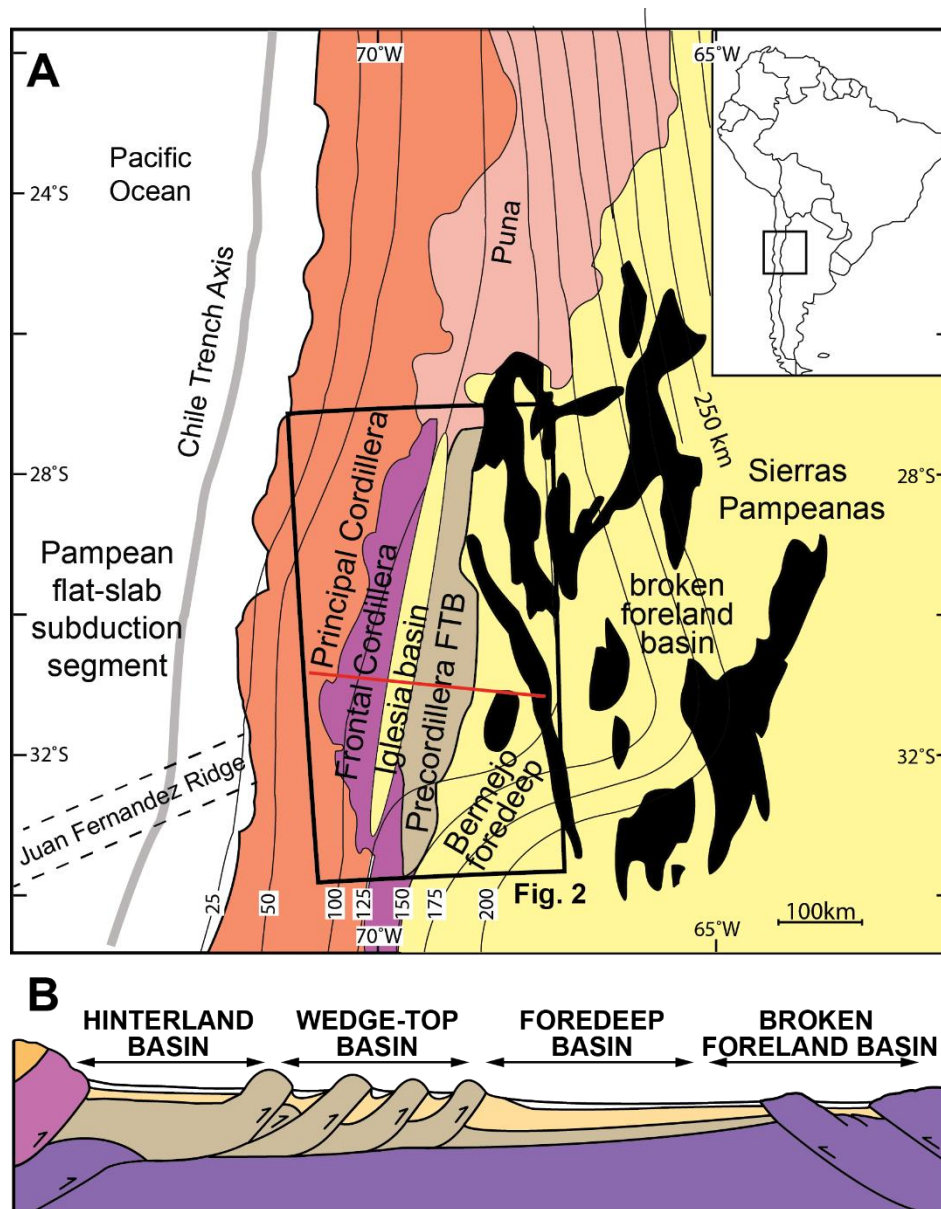 A
70°W
65°W
Pacific
Ocean
24°S
Puna
Chile Trench Axis
250 km
28°S
28°S
Sierras
Pampeanas
Principal Cordillera
Frontal Cordillera
Iglesia basin
Precordillera FTB
Pampean
flat-slab
subduction
segment
broken
foreland
basin
32°S
32°S
Bermejo
foredeep
Juan Fernandez Ridge
25
50
100
125
150
175
200
Fig. 2
70°W
65°W
100km
B
HINTERLAND
BASIN
WEDGE-TOP
BASIN
FOREDEEP
BASIN
BROKEN
FORELAND BASIN